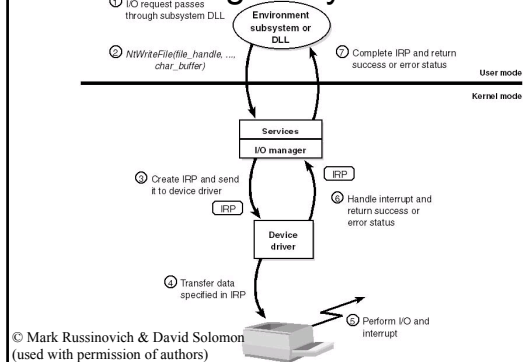 ① I/O request passes
through subsystem DLL
Environment
subsystem or
DLL
② NtWriteFile(file_handle, ...,
char_buffer)
⑦ Complete IRP and return
success or error status
User mode
Kernel mode
Services
I/O manager
③ Create IRP and send
it to device driver
IRP
IRP
⑥ Handle interrupt and
return success or
error status
Device
driver
④ Transfer data
specified in IRP
⑤ Perform I/O and
interrupt
© Mark Russinovich & David Solomon
(used with permission of authors)